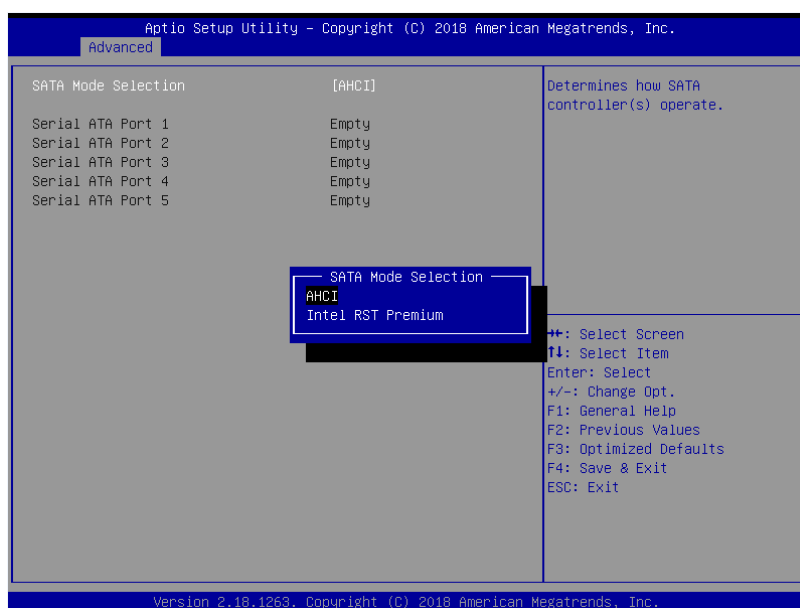 Aptio Setup Utility – Copyright (C) 2018 American Megatrends, Inc.
Advanced
SATA Mode Selection [AHCI]
Serial ATA Port 1 Empty
Serial ATA Port 2 Empty
Serial ATA Port 3 Empty
Serial ATA Port 4 Empty
Serial ATA Port 5 Empty
SATA Mode Selection
AHCI
Intel RST Premium
Determines how SATA
controller(s) operate.
→←: Select Screen
↑↓: Select Item
Enter: Select
+/-: Change Opt.
F1: General Help
F2: Previous Values
F3: Optimized Defaults
F4: Save & Exit
ESC: Exit
Version 2.18.1263. Copyright (C) 2018 American Megatrends, Inc.